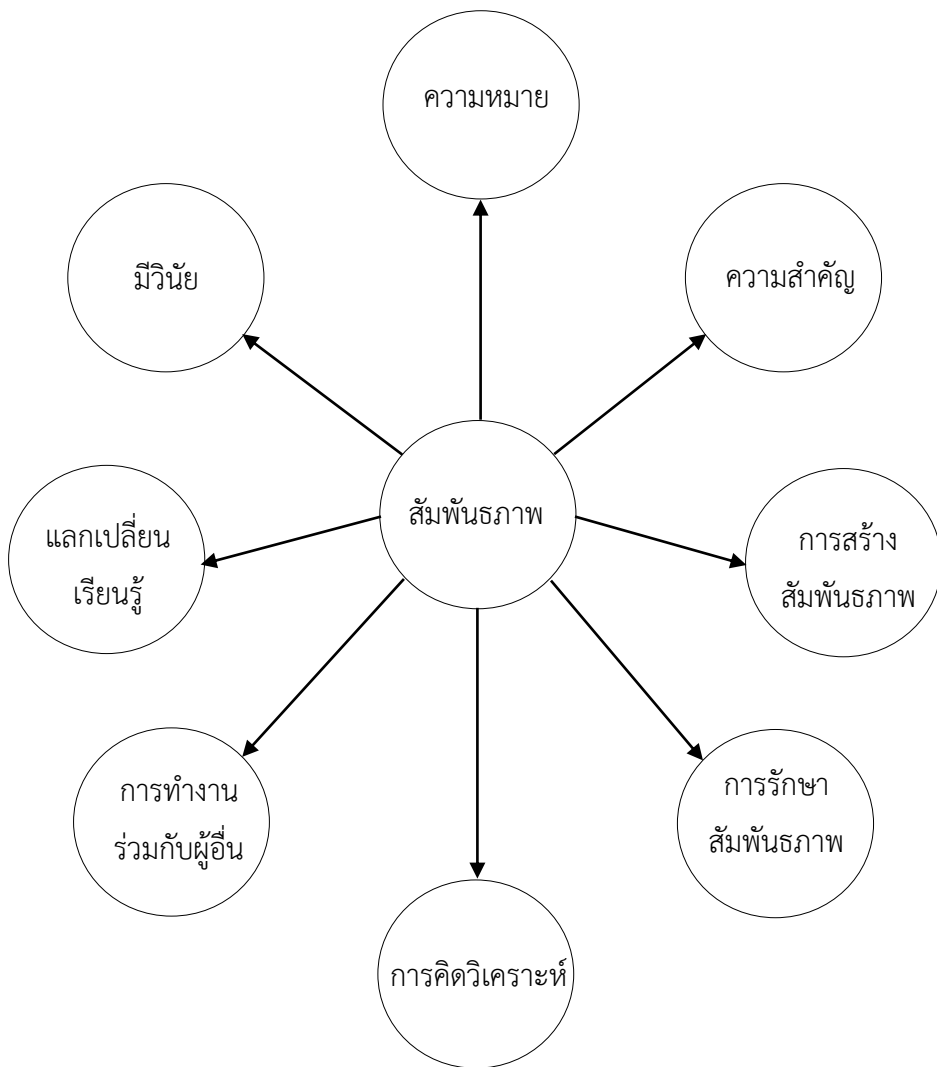 ความหมาย
มีวินัย
ความสำคัญ
สัมพันธภาพ
แลกเปลี่ยน
เรียนรู้
การสร้าง
สัมพันธภาพ
การทำงาน
ร่วมกับผู้อื่น
การรักษา
สัมพันธภาพ
การคิดวิเคราะห์